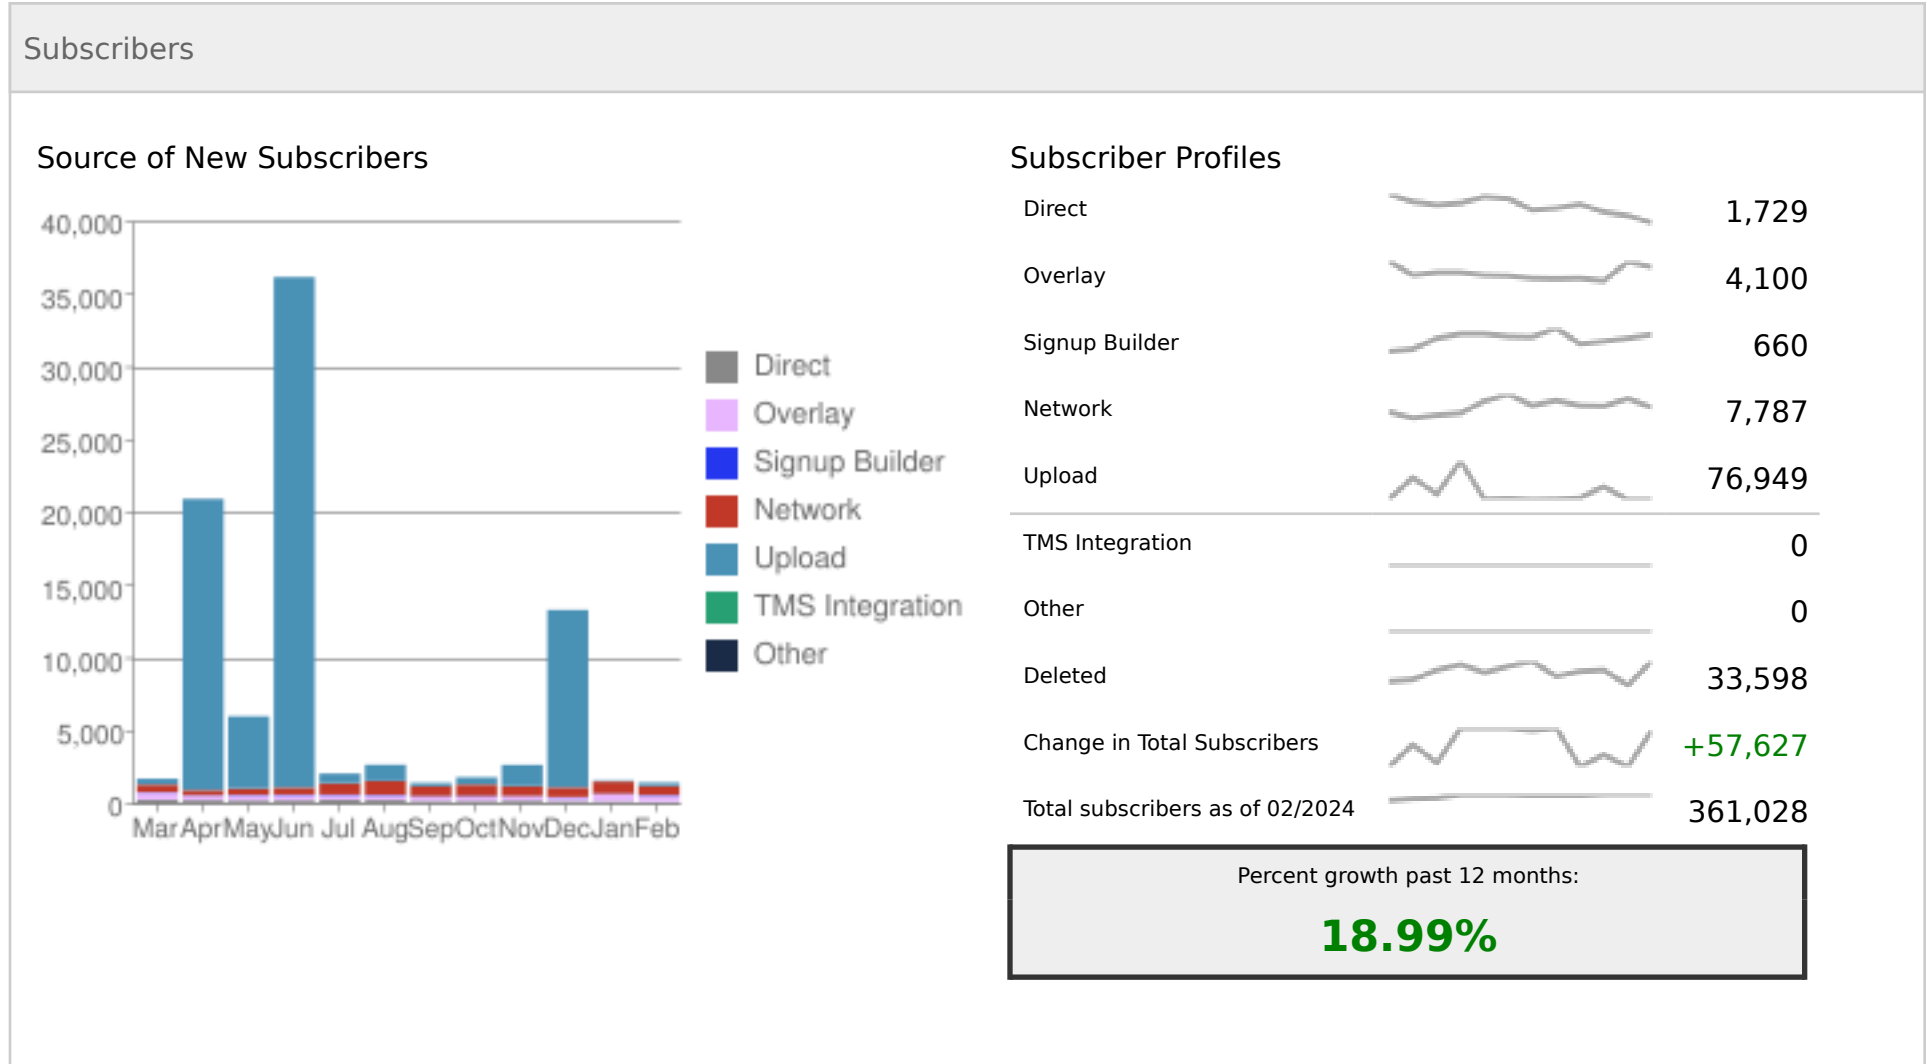 Subscribers
Source of New Subscribers
40,000
35,000
30,000
25,000
20,000
15,000
10,000
5,000
0
Mar Apr May Jun Jul Aug Sep Oct Nov Dec Jan Feb
Direct
Overlay
Signup Builder
Network
Upload
TMS Integration
Other
Subscriber Profiles
Direct 1,729
Overlay 4,100
Signup Builder 660
Network 7,787
Upload 76,949
TMS Integration 0
Other 0
Deleted 33,598
Change in Total Subscribers +57,627
Total subscribers as of 02/2024 361,028
Percent growth past 12 months:
18.99%